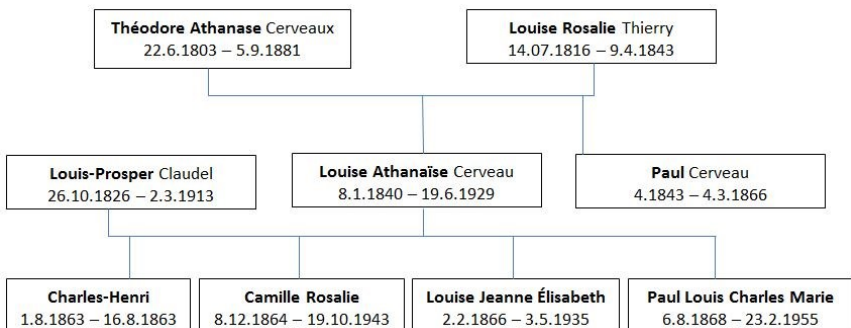 Théodore Athanase Cerveaux
22.6.1803 – 5.9.1881
Louise Rosalie Thierry
14.07.1816 – 9.4.1843
Louis-Prosper Claudel
26.10.1826 – 2.3.1913
Louise Athanaïse Cerveau
8.1.1840 – 19.6.1929
Paul Cerveau
4.1843 – 4.3.1866
Charles-Henri
1.8.1863 – 16.8.1863
Camille Rosalie
8.12.1864 – 19.10.1943
Louise Jeanne Élisabeth
2.2.1866 – 3.5.1935
Paul Louis Charles Marie
6.8.1868 – 23.2.1955